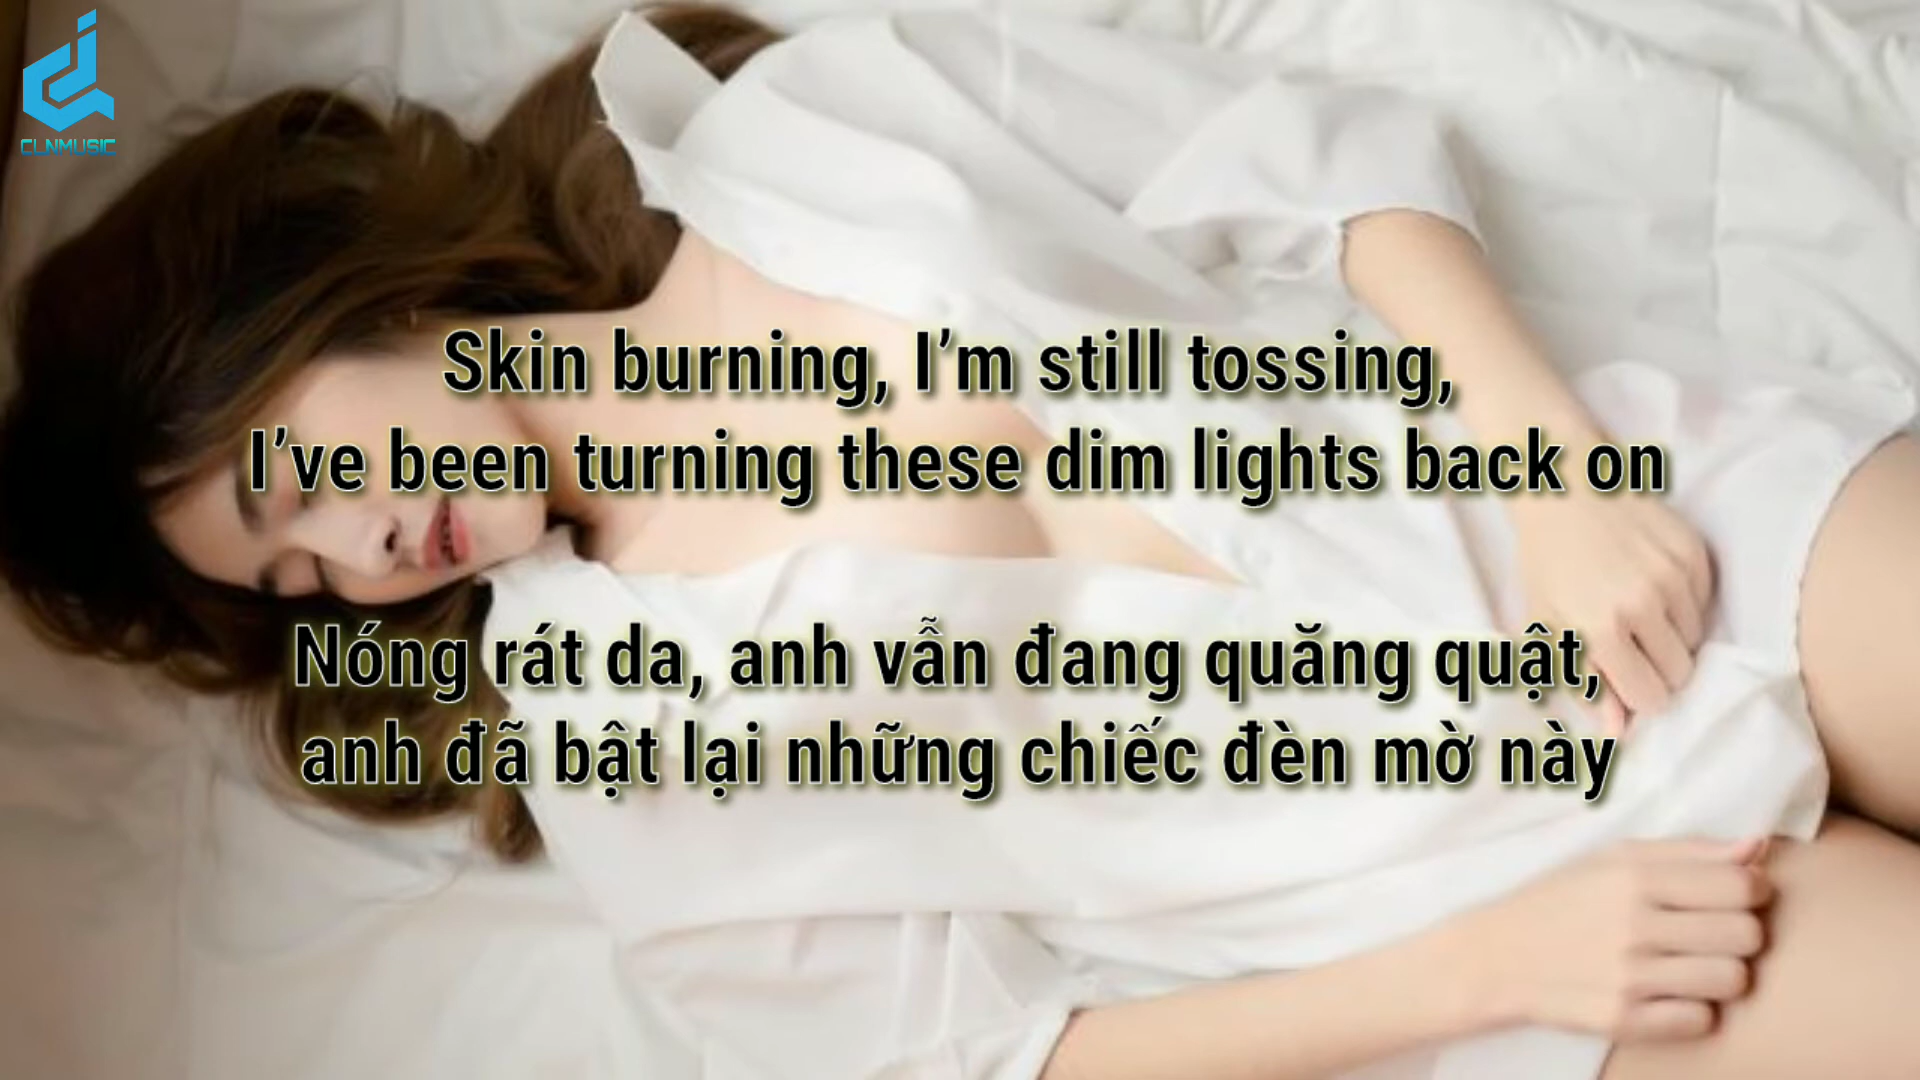 CLNMUSIC
Skin burning, I’m still tossing,
I’ve been turning these dim lights back on
Nóng rát da, anh vẫn đang quăng quật,
anh đã bật lại những chiếc đèn mờ này